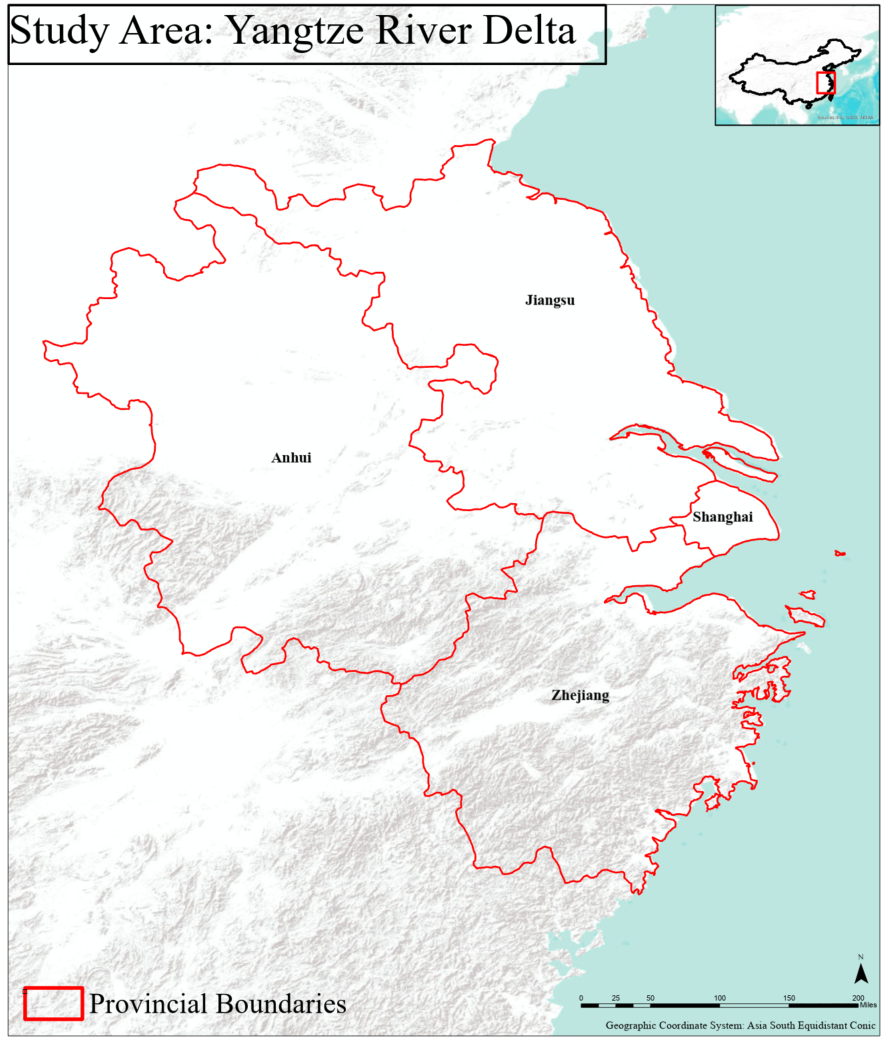 Study Area: Yangtze River Delta
Jiangsu
Anhui
Shanghai
Zhejiang
N
Provincial Boundaries
0 25 50 100 150 200
Miles
Geographic Coordinate System: Asia South Equidistant Conic